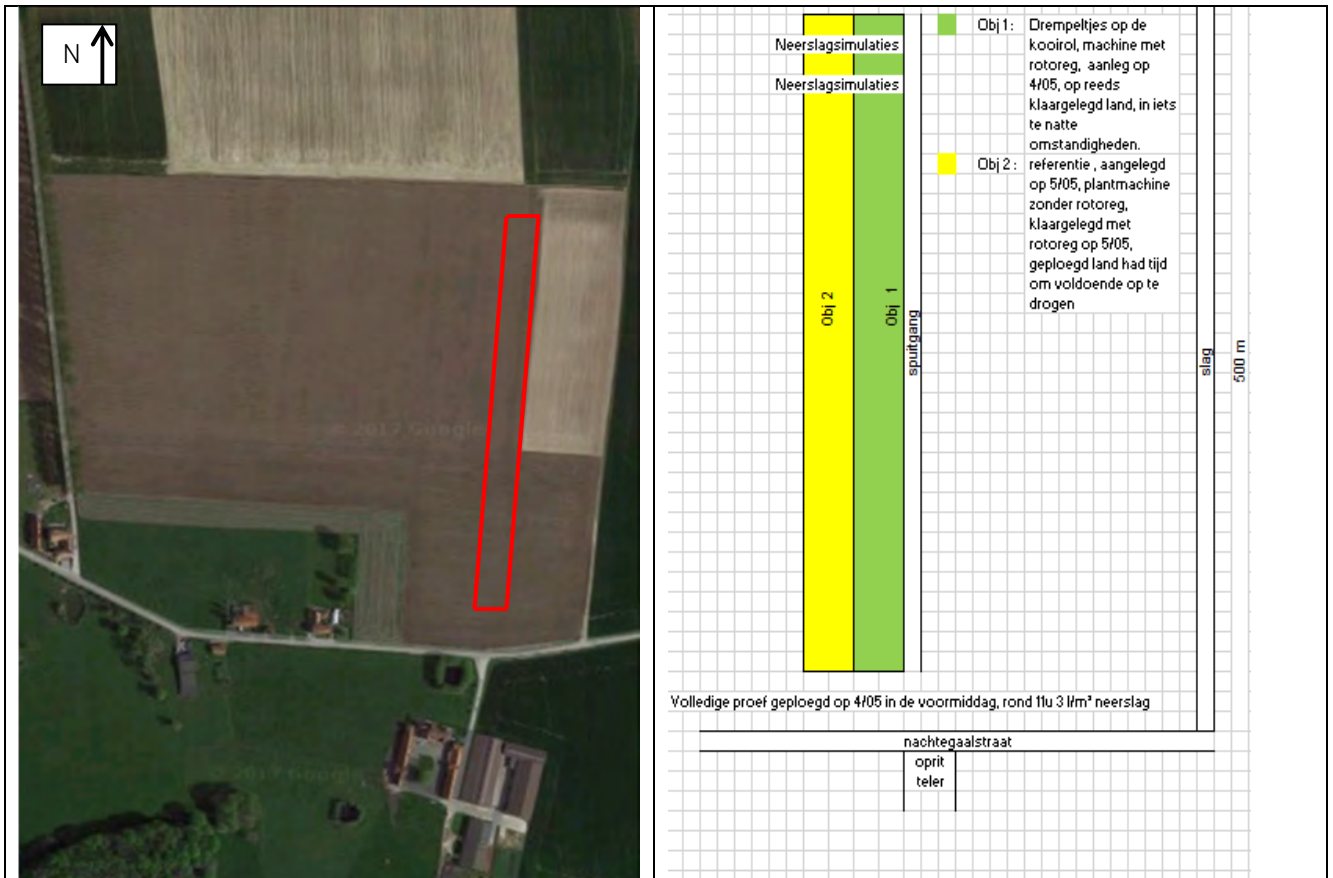 N
© 2017 Google
© 2017 Google
Neerslagsimulaties
Neerslagsimulaties
Obj 2
Obj 1
spuitgang
Obj 1: Drempeltjes op de
kooirol, machine met
rotoreg, aanleg op
4/05, op reeds
klaargelegd land, in iets
te natte
omstandigheden.
Obj 2: referentie , aangelegd
op 5/05, plantmachine
zonder rotoreg,
klaargelegd met
rotoreg op 5/05,
geploegd land had tijd
om voldoende op te
drogen
slag
500 m
Volledige proef geploegd op 4/05 in de voormiddag, rond 11u 3 l/m² neerslag
nachtegaalstraat
oprit
teler